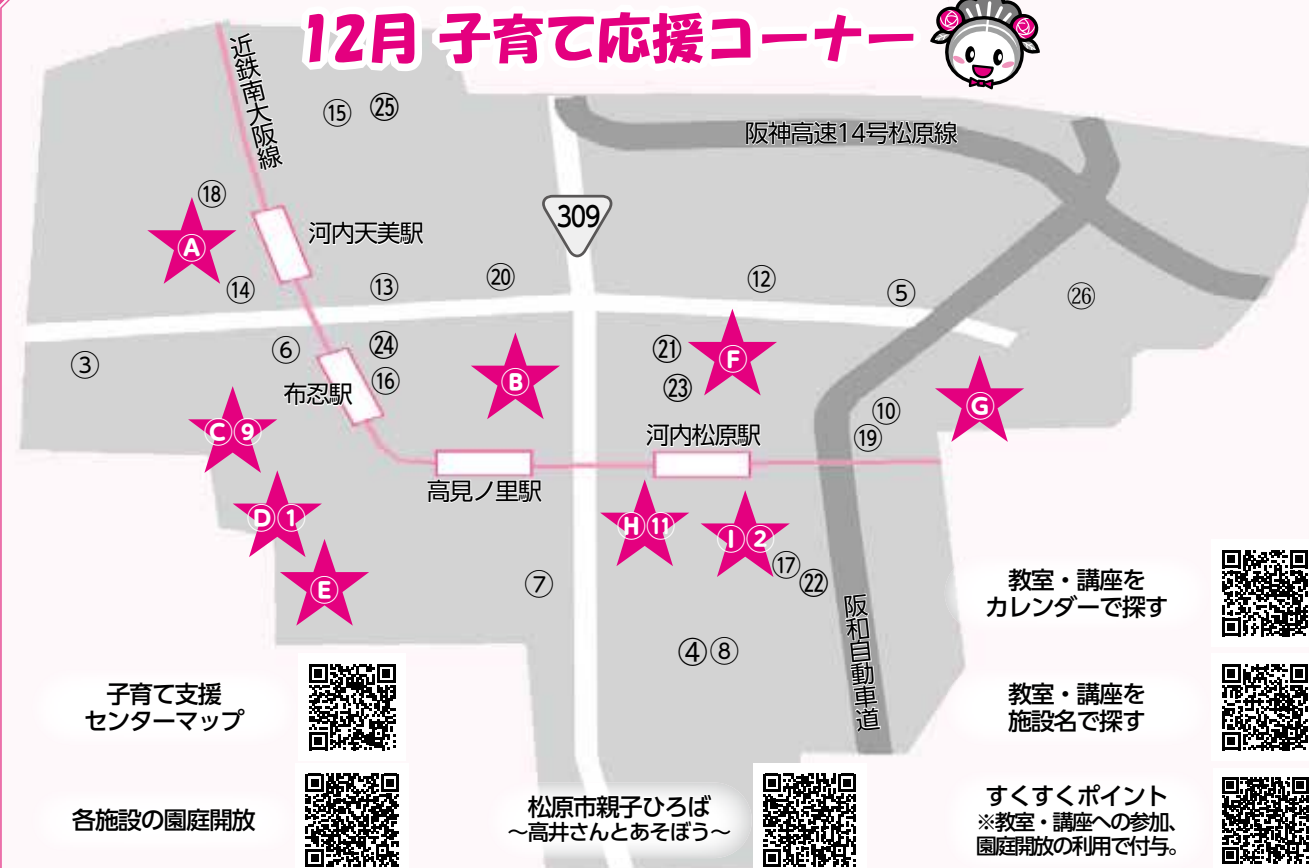 12月 子育て応援コーナー
近鉄南大阪線
⑮
㉕
阪神高速14号松原線
⑱
309
A
河内天美駅
⑭
⑬
⑳
⑫
⑤
㉖
③
⑥
㉔
㉑
F
布忍駅
⑯
B
㉓
G
C⑨
⑩
⑲
河内松原駅
高見ノ里駅
D①
H⑪
I②
E
⑦
⑰
㉒
④⑧
阪和自動車道
教室・講座を
カレンダーで探す
子育て支援
センターマップ
教室・講座を
施設名で探す
各施設の園庭開放
松原市親子ひろば
～高井さんとあそぼう～
すくすくポイント
※教室・講座への参加、
園庭開放の利用で付与。